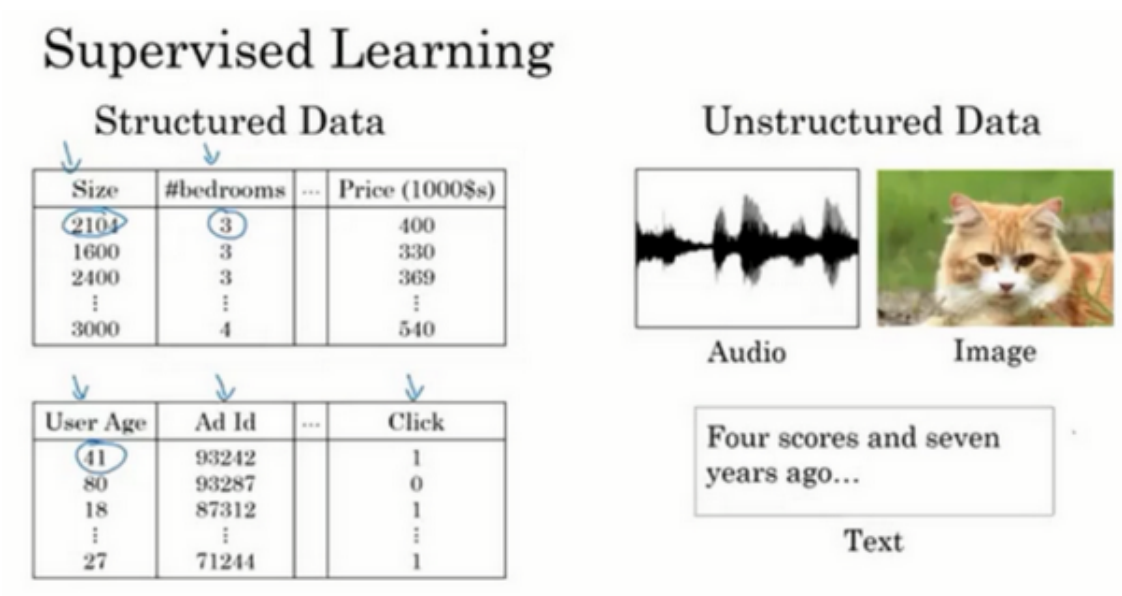 Supervised Learning
Structured Data
Size #bedrooms ... Price (1000$s)
2104 3 400
1600 3 330
2400 3 369
⋮ ⋮ ⋮
3000 4 540
User Age Ad Id ... Click
41 93242 1
80 93287 0
18 87312 1
⋮ ⋮ ⋮
27 71244 1
Unstructured Data
Audio
Image
Four scores and seven
years ago...
Text